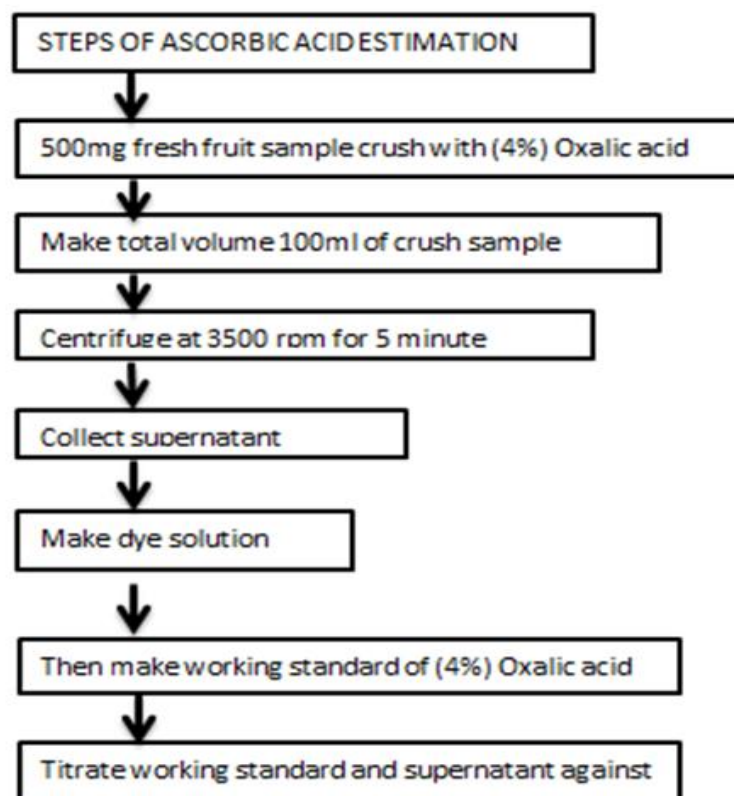 STEPS OF ASCORBIC ACID ESTIMATION
500mg fresh fruit sample crush with (4%) Oxalic acid
Make total volume 100ml of crush sample
Centrifuge at 3500 rpm for 5 minute
Collect supernatant
Make dye solution
Then make working standard of (4%) Oxalic acid
Titrate working standard and supernatant against